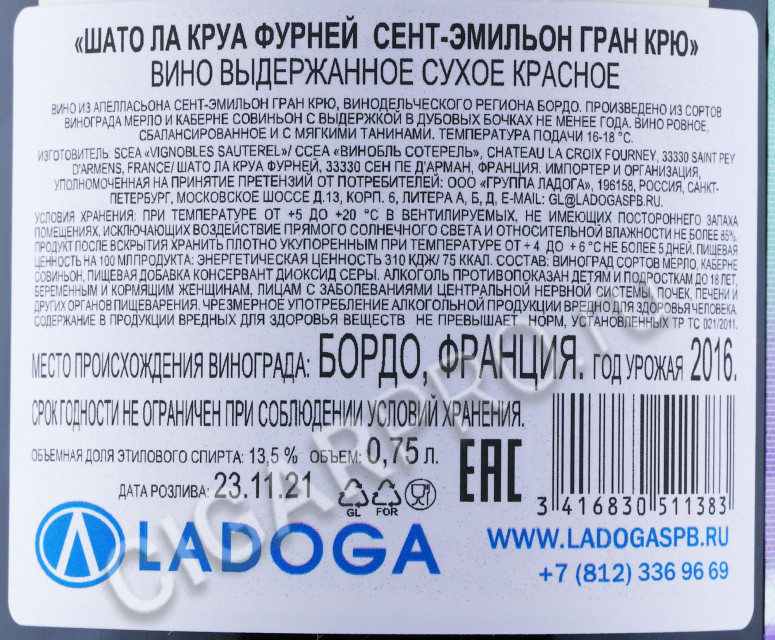 «ШАТО ЛА КРУА ФУРНЕЙ СЕНТ-ЭМИЛЬОН ГРАН КРЮ»
ВИНО ВЫДЕРЖАННОЕ СУХОЕ КРАСНОЕ
ВИНО ИЗ АПЕЛЛАСЬОНА СЕНТ-ЭМИЛЬОН ГРАН КРЮ, ВИНОДЕЛЬЧЕСКОГО РЕГИОНА БОРДО. ПРОИЗВЕДЕНО ИЗ СОРТОВ
ВИНОГРАДА МЕРЛО И КАБЕРНЕ СОВИНЬОН С ВЫДЕРЖКОЙ В ДУБОВЫХ БОЧКАХ НЕ МЕНЕЕ ГОДА. ВИНО РОВНОЕ,
СБАЛАНСИРОВАННОЕ И С МЯГКИМИ ТАНИНАМИ. ТЕМПЕРАТУРА ПОДАЧИ 16-18 °С.
ИЗГОТОВИТЕЛЬ: SCEA «VIGNOBLES SAUTEREL»/ ССЕА «ВИНОБЛЬ СОТЕРЕЛЬ», CHATEAU LA CROIX FOURNEY, 33330 SAINT PEY
D'ARMENS, FRANCE/ ШАТО ЛА КРУА ФУРНЕЙ, 33330 СЕН ПЕ Д'АРМАН, ФРАНЦИЯ. ИМПОРТЕР И ОРГАНИЗАЦИЯ,
УПОЛНОМОЧЕННАЯ НА ПРИНЯТИЕ ПРЕТЕНЗИЙ ОТ ПОТРЕБИТЕЛЕЙ: ООО «ГРУППА ЛАДОГА», 196158, РОССИЯ, САНКТ-
ПЕТЕРБУРГ, МОСКОВСКОЕ ШОССЕ Д.13, КОРП. 6, ЛИТЕРА А, Б, Д, E-MAIL: GL@LADOGASPB.RU.
УСЛОВИЯ ХРАНЕНИЯ: ПРИ ТЕМПЕРАТУРЕ ОТ +5 ДО +20 °С В ВЕНТИЛИРУЕМЫХ, НЕ ИМЕЮЩИХ ПОСТОРОННЕГО ЗАПАХА
ПОМЕЩЕНИЯХ, ИСКЛЮЧАЮЩИХ ВОЗДЕЙСТВИЕ ПРЯМОГО СОЛНЕЧНОГО СВЕТА И ОТНОСИТЕЛЬНОЙ ВЛАЖНОСТИ НЕ БОЛЕЕ 85%.
ПРОДУКТ ПОСЛЕ ВСКРЫТИЯ ХРАНИТЬ ПЛОТНО УКУПОРЕННЫМ ПРИ ТЕМПЕРАТУРЕ ОТ + 4 ДО + 6 °С НЕ БОЛЕЕ 5 ДНЕЙ. ПИЩЕВАЯ
ЦЕННОСТЬ НА 100 МЛ ПРОДУКТА: ЭНЕРГЕТИЧЕСКАЯ ЦЕННОСТЬ 310 КДЖ/ 75 ККАЛ. СОСТАВ: ВИНОГРАД СОРТОВ МЕРЛО, КАБЕРНЕ
СОВИНЬОН, ПИЩЕВАЯ ДОБАВКА КОНСЕРВАНТ ДИОКСИД СЕРЫ. АЛКОГОЛЬ ПРОТИВОПОКАЗАН ДЕТЯМ И ПОДРОСТКАМ ДО 18 ЛЕТ,
БЕРЕМЕННЫМ И КОРМЯЩИМ ЖЕНЩИНАМ, ЛИЦАМ С ЗАБОЛЕВАНИЯМИ ЦЕНТРАЛЬНОЙ НЕРВНОЙ СИСТЕМЫ, ПОЧЕК, ПЕЧЕНИ И
ДРУГИХ ОРГАНОВ ПИЩЕВАРЕНИЯ. ЧРЕЗМЕРНОЕ УПОТРЕБЛЕНИЕ АЛКОГОЛЬНОЙ ПРОДУКЦИИ ВРЕДНО ДЛЯ ЗДОРОВЬЯ ЧЕЛОВЕКА.
СОДЕРЖАНИЕ В ПРОДУКЦИИ ВРЕДНЫХ ДЛЯ ЗДОРОВЬЯ ВЕЩЕСТВ НЕ ПРЕВЫШАЕТ НОРМ, УСТАНОВЛЕННЫХ ТР ТС 021/2011.
МЕСТО ПРОИСХОЖДЕНИЯ ВИНОГРАДА: БОРДО, ФРАНЦИЯ. ГОД УРОЖАЯ 2016.
СРОК ГОДНОСТИ НЕ ОГРАНИЧЕН ПРИ СОБЛЮДЕНИИ УСЛОВИЙ ХРАНЕНИЯ.
ОБЪЕМНАЯ ДОЛЯ ЭТИЛОВОГО СПИРТА: 13,5 % ОБЪЕМ: 0,75 Л.
ДАТА РОЗЛИВА: 23.11.21
GL FOR
EAC
3 416830 511383
LADOGA
WWW.LADOGASPB.RU
+7 (812) 336 96 69
CIGARPRO.ru